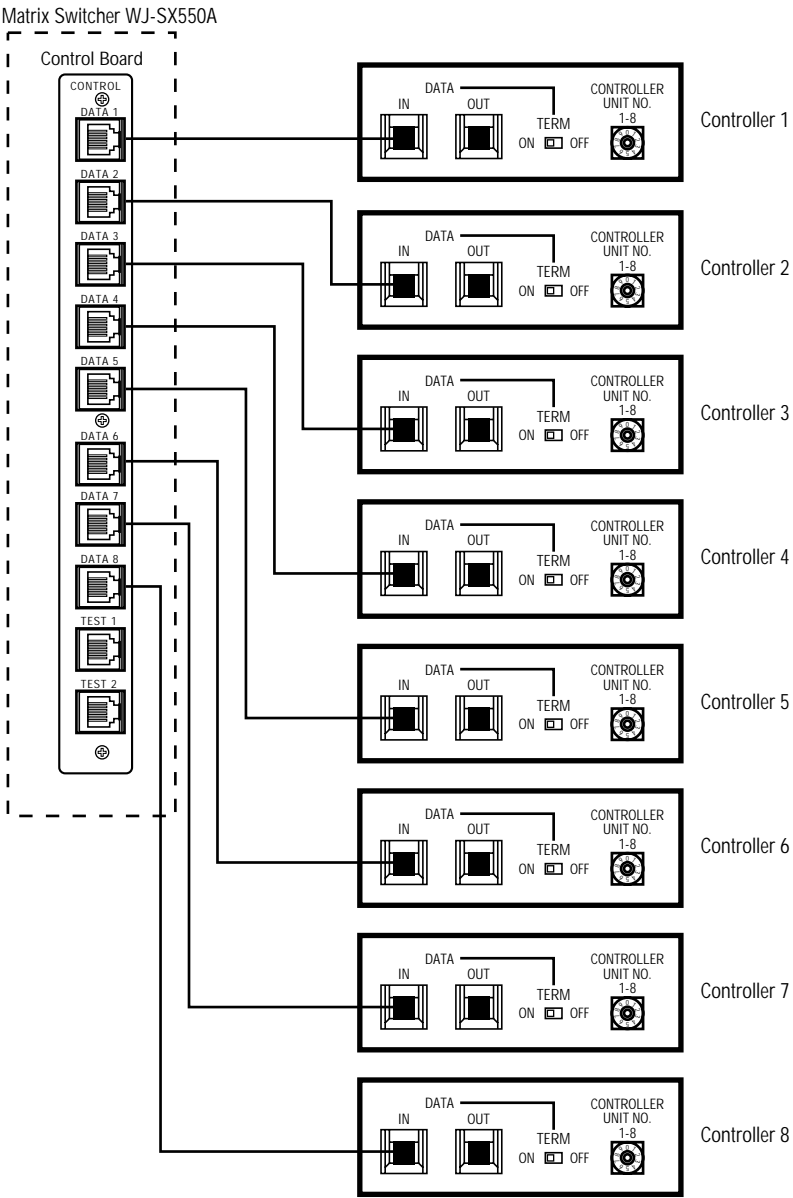 Matrix Switcher WJ-SX550A
Control Board
CONTROL
DATA 1
DATA 2
DATA 3
DATA 4
DATA 5
DATA 6
DATA 7
DATA 8
TEST 1
TEST 2
DATA
IN OUT
TERM
ON OFF
CONTROLLER
UNIT NO.
1-8
Controller 1
DATA
IN OUT
TERM
ON OFF
CONTROLLER
UNIT NO.
1-8
Controller 2
DATA
IN OUT
TERM
ON OFF
CONTROLLER
UNIT NO.
1-8
Controller 3
DATA
IN OUT
TERM
ON OFF
CONTROLLER
UNIT NO.
1-8
Controller 4
DATA
IN OUT
TERM
ON OFF
CONTROLLER
UNIT NO.
1-8
Controller 5
DATA
IN OUT
TERM
ON OFF
CONTROLLER
UNIT NO.
1-8
Controller 6
DATA
IN OUT
TERM
ON OFF
CONTROLLER
UNIT NO.
1-8
Controller 7
DATA
IN OUT
TERM
ON OFF
CONTROLLER
UNIT NO.
1-8
Controller 8